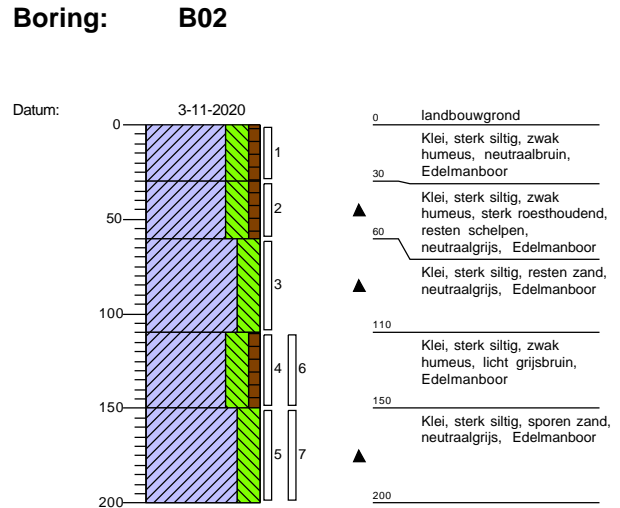 Boring: B02
Datum: 3-11-2020
0
50
100
150
200
1
2
3
4 6
5 7
0 landbouwgrond
Klei, sterk siltig, zwak
humeus, neutraalbruin,
Edelmanboor
30
Klei, sterk siltig, zwak
humeus, sterk roesthoudend,
resten schelpen,
neutraalgrijs, Edelmanboor
60
Klei, sterk siltig, resten zand,
neutraalgrijs, Edelmanboor
110
Klei, sterk siltig, zwak
humeus, licht grijsbruin,
Edelmanboor
150
Klei, sterk siltig, sporen zand,
neutraalgrijs, Edelmanboor
200